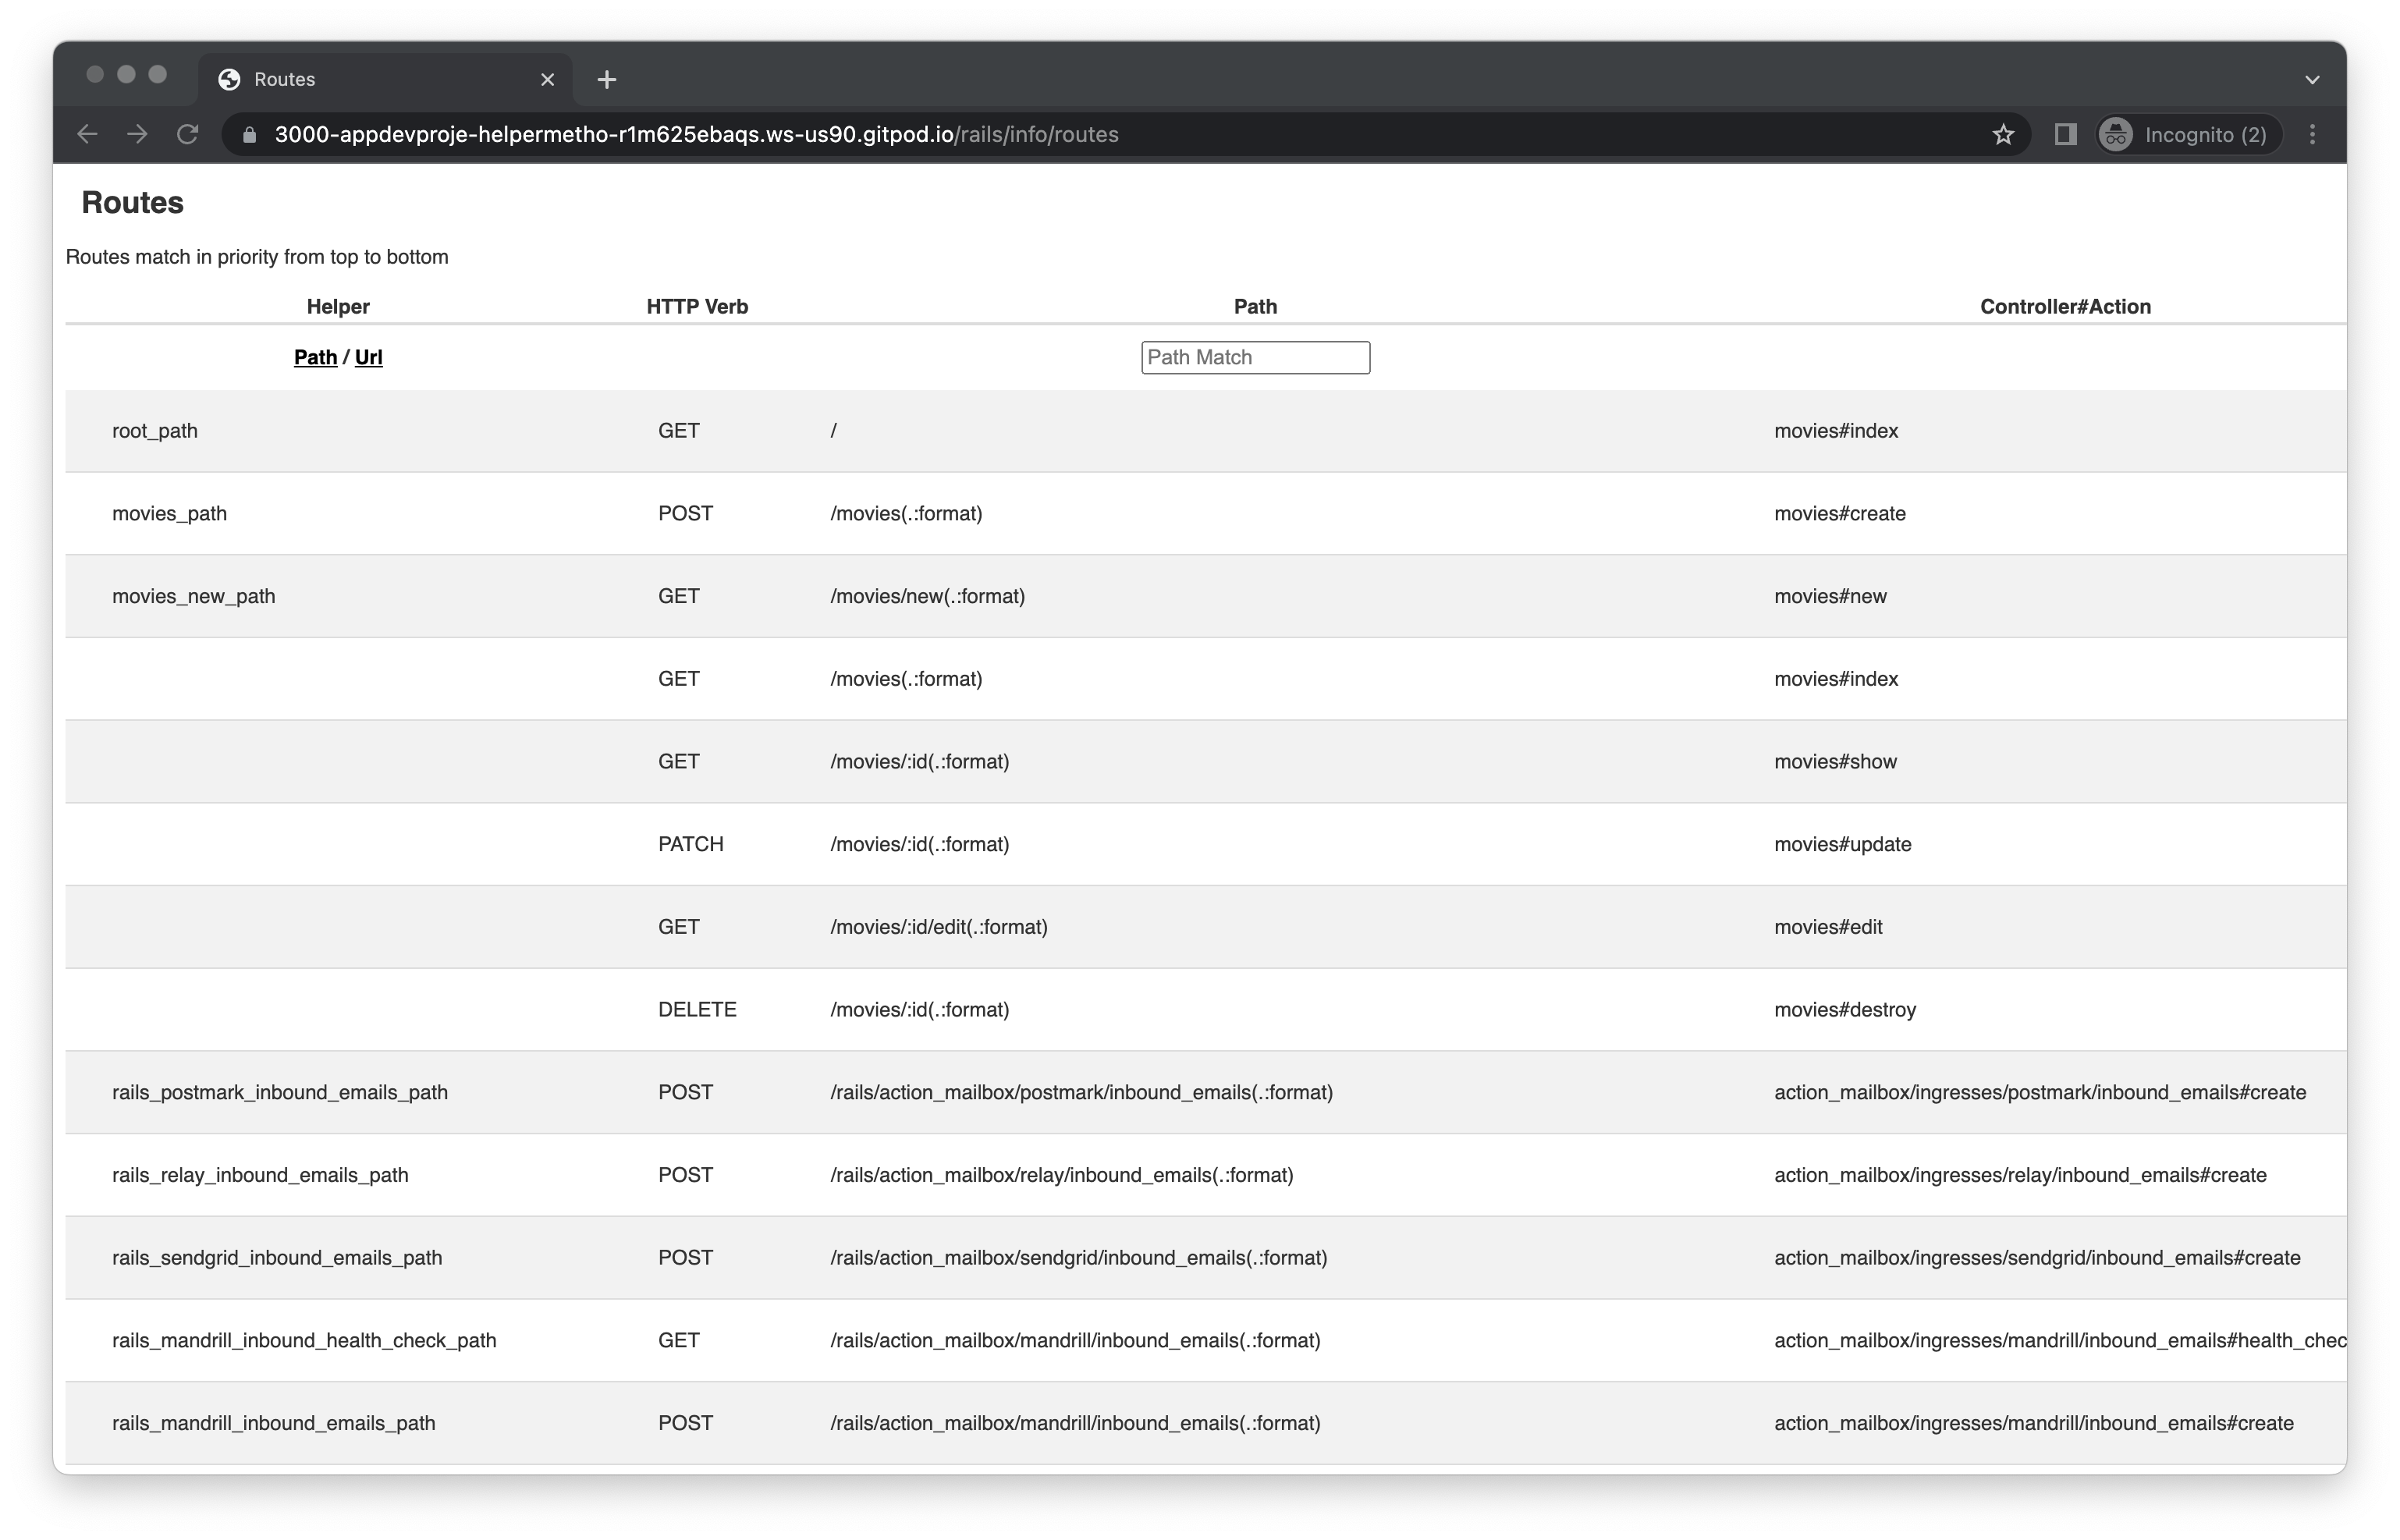 Routes
3000-appdevproje-helpermetho-r1m625ebaqs.ws-us90.gitpod.io/rails/info/routes
Incognito (2)
Routes
Routes match in priority from top to bottom
Helper HTTP Verb Path Controller#Action
Path / Url Path Match
root_path GET / movies#index
movies_path POST /movies(.:format) movies#create
movies_new_path GET /movies/new(.:format) movies#new
GET /movies(.:format) movies#index
GET /movies/:id(.:format) movies#show
PATCH /movies/:id(.:format) movies#update
GET /movies/:id/edit(.:format) movies#edit
DELETE /movies/:id(.:format) movies#destroy
rails_postmark_inbound_emails_path POST /rails/action_mailbox/postmark/inbound_emails(.:format) action_mailbox/ingresses/postmark/inbound_emails#create
rails_relay_inbound_emails_path POST /rails/action_mailbox/relay/inbound_emails(.:format) action_mailbox/ingresses/relay/inbound_emails#create
rails_sendgrid_inbound_emails_path POST /rails/action_mailbox/sendgrid/inbound_emails(.:format) action_mailbox/ingresses/sendgrid/inbound_emails#create
rails_mandrill_inbound_health_check_path GET /rails/action_mailbox/mandrill/inbound_emails(.:format) action_mailbox/ingresses/mandrill/inbound_emails#health_chec
rails_mandrill_inbound_emails_path POST /rails/action_mailbox/mandrill/inbound_emails(.:format) action_mailbox/ingresses/mandrill/inbound_emails#create